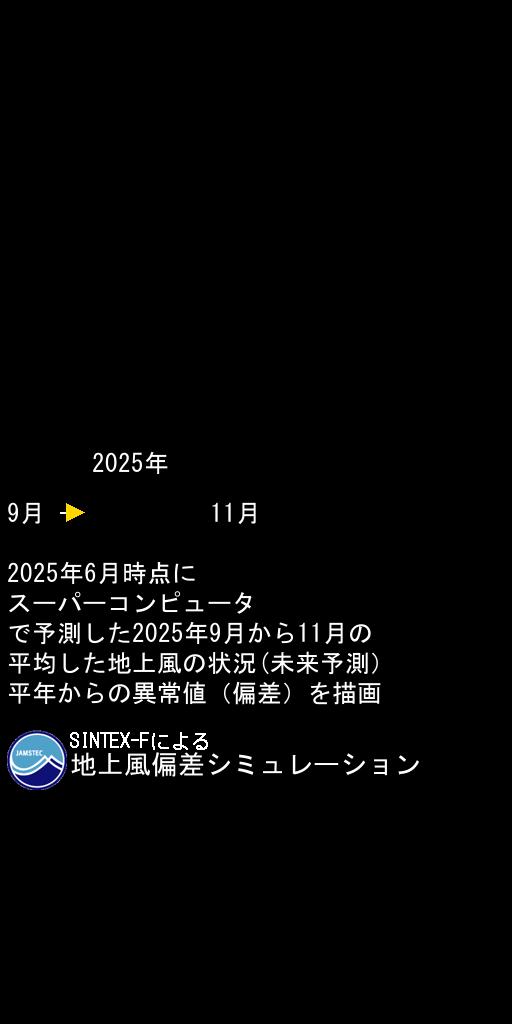 2025年
9月 11月
2025年6月時点に
スーパーコンピュータ
で予測した2025年9月から11月の
平均した地上風の状況(未来予測)
平年からの異常値（偏差）を描画
JAMSTEC
SINTEX-Fによる
地上風偏差シミュレーション